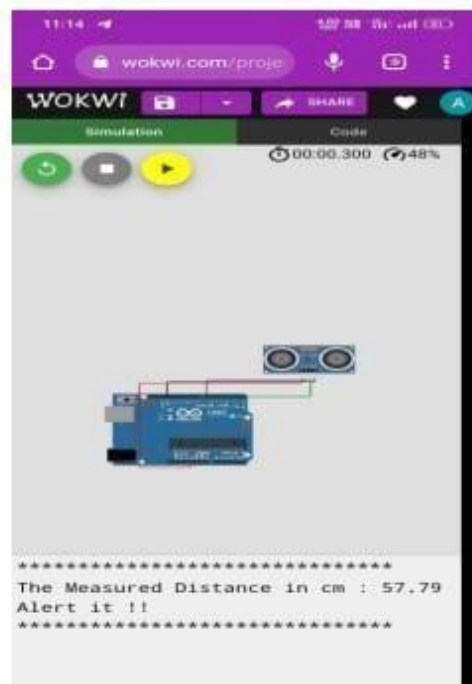 11:14
wokwi.com/proje
WOKWI SHARE A
Simulation Code
00:00.300 48%
UNO
*******************************
The Measured Distance in cm : 57.79
Alert it !!
*******************************